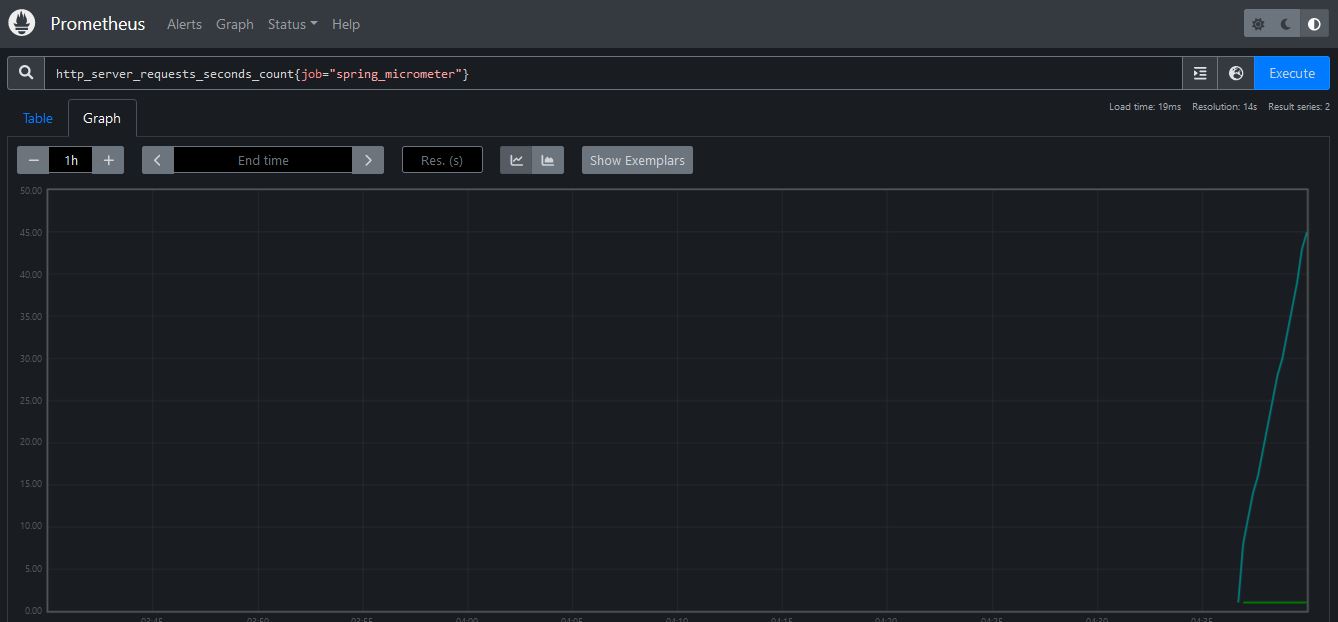 Prometheus Alerts Graph Status Help
http_server_requests_seconds_count{job="spring_micrometer"} Execute
Load time: 19ms Resolution: 14s Result series: 2
Table Graph
1h End time Res. (s) Show Exemplars
50.00
45.00
40.00
35.00
30.00
25.00
20.00
15.00
10.00
5.00
0.00
03:45 03:50 03:55 04:00 04:05 04:10 04:15 04:20 04:25 04:30 04:35